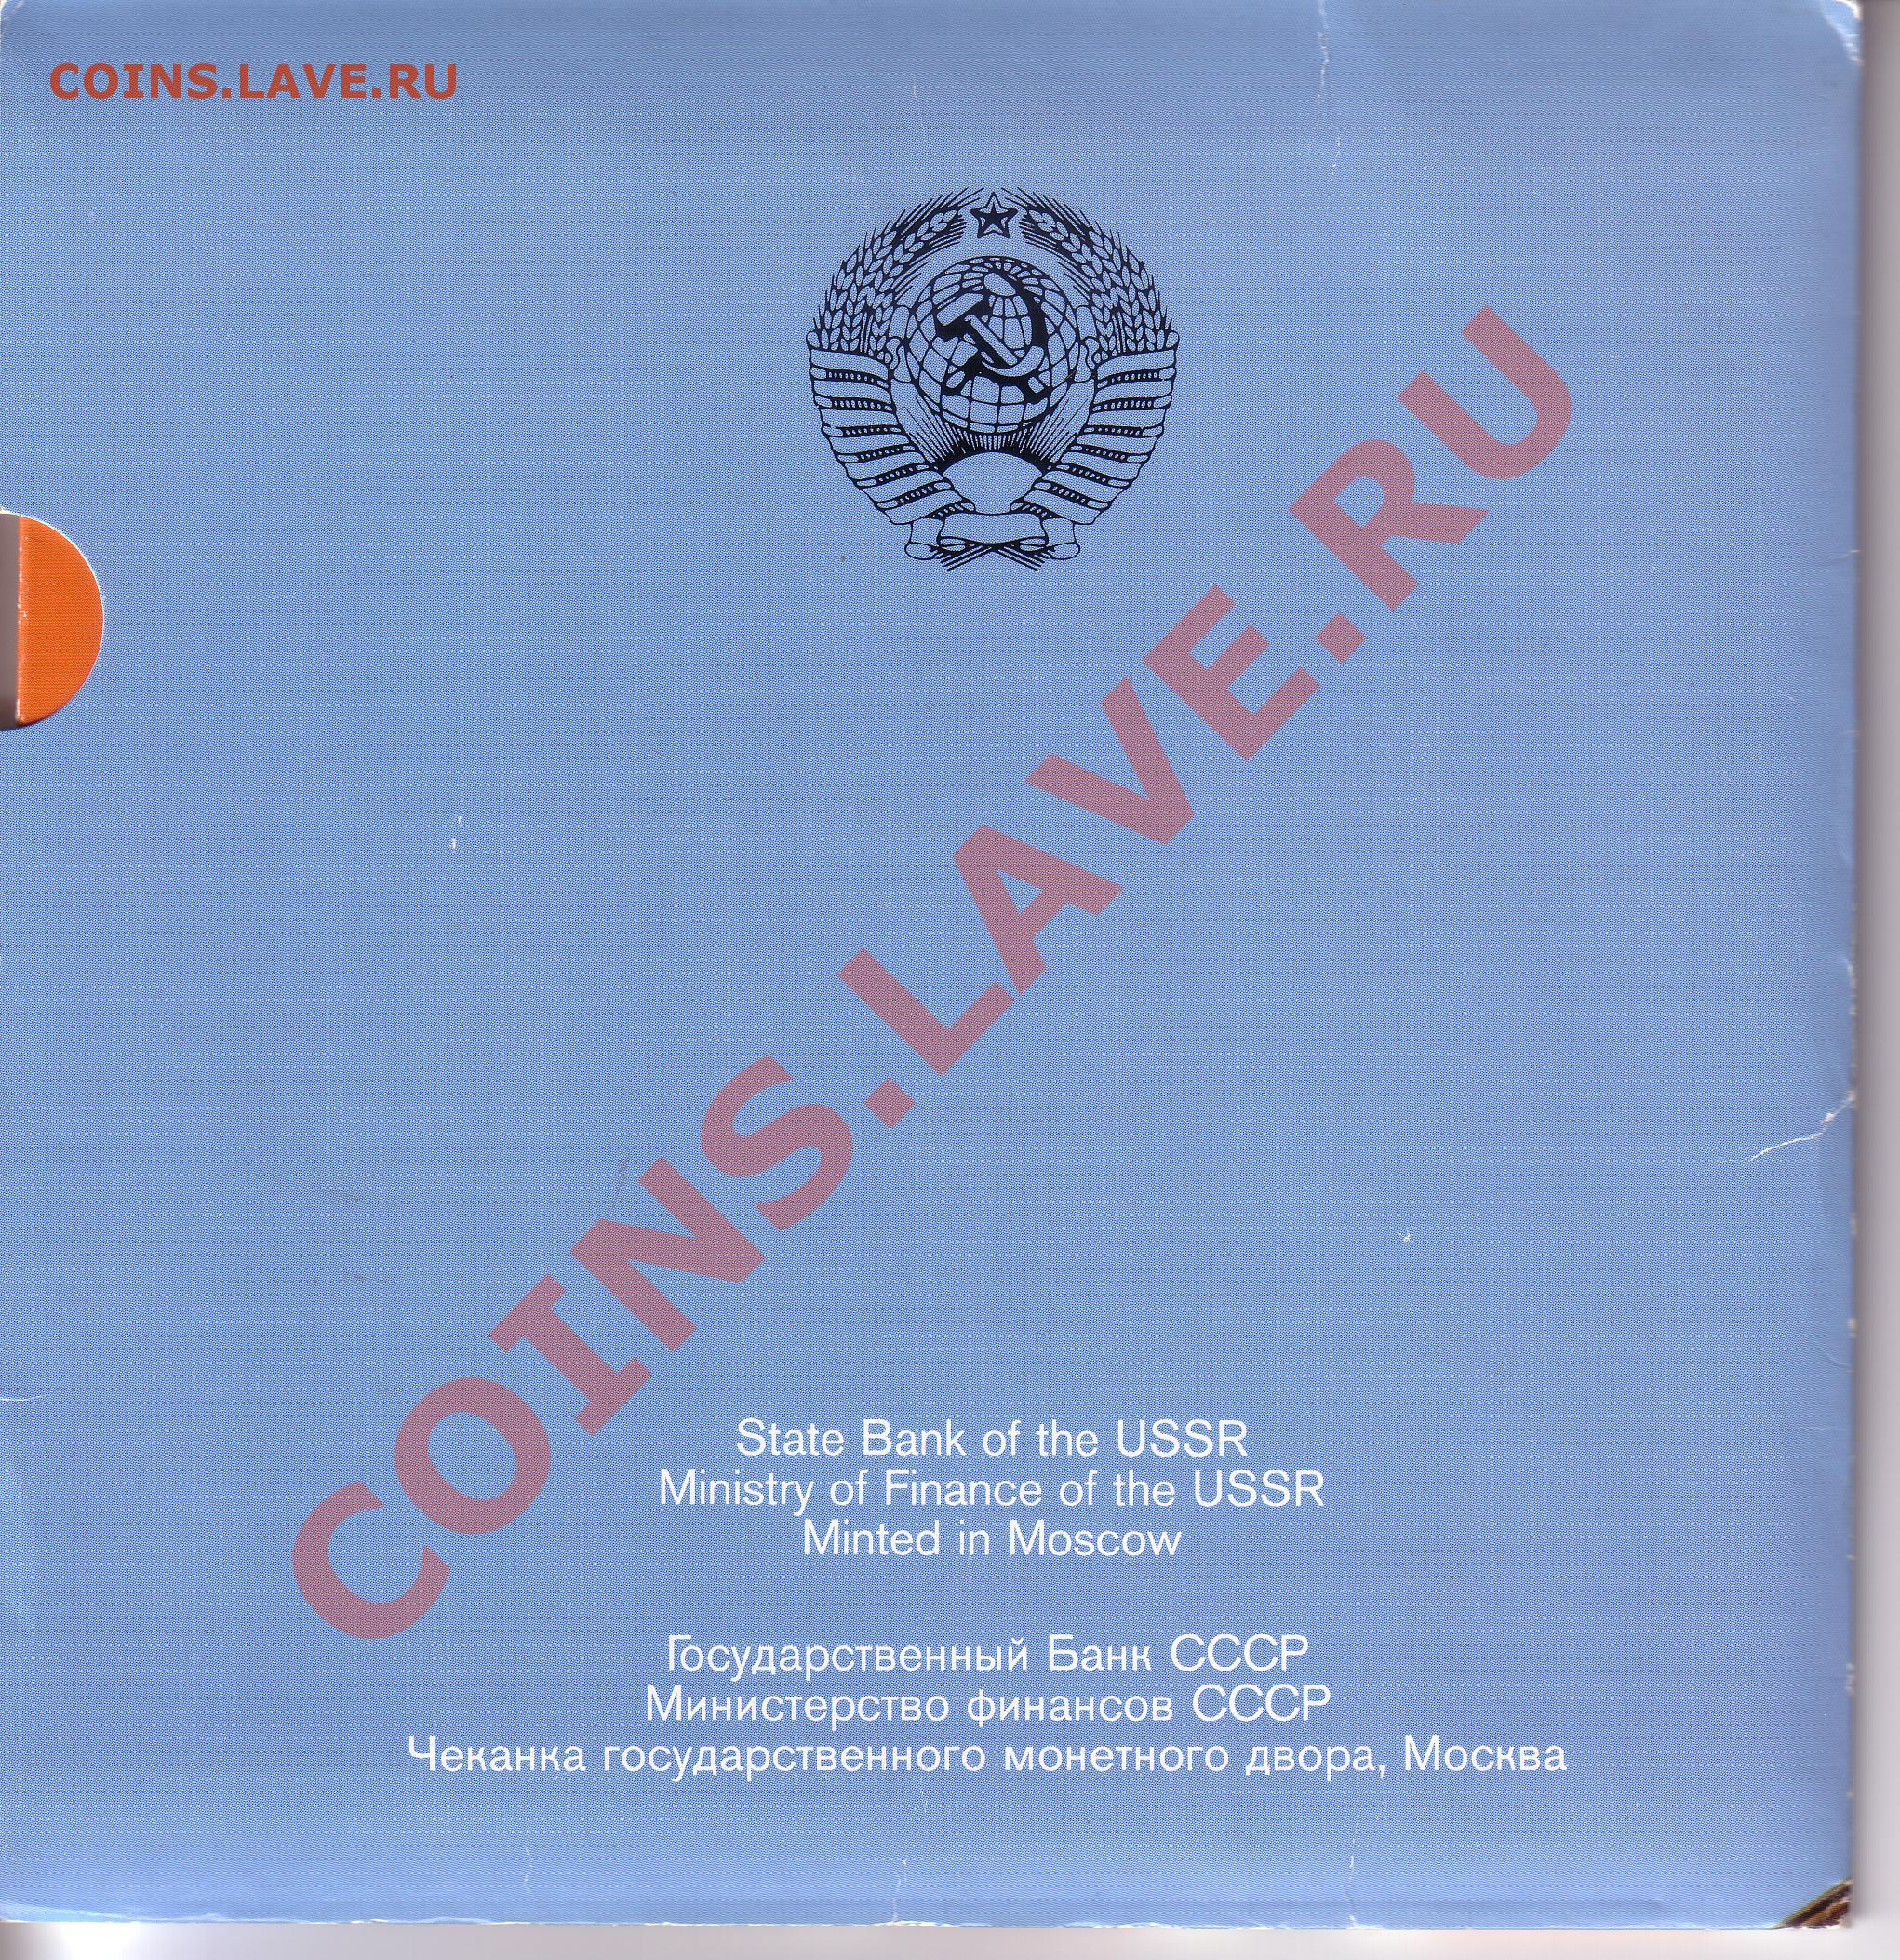 COINS.LAVE.RU
COINS.LAVE.RU
State Bank of the USSR
Ministry of Finance of the USSR
Minted in Moscow
Государственный Банк СССР
Министерство финансов СССР
Чеканка государственного монетного двора, Москва